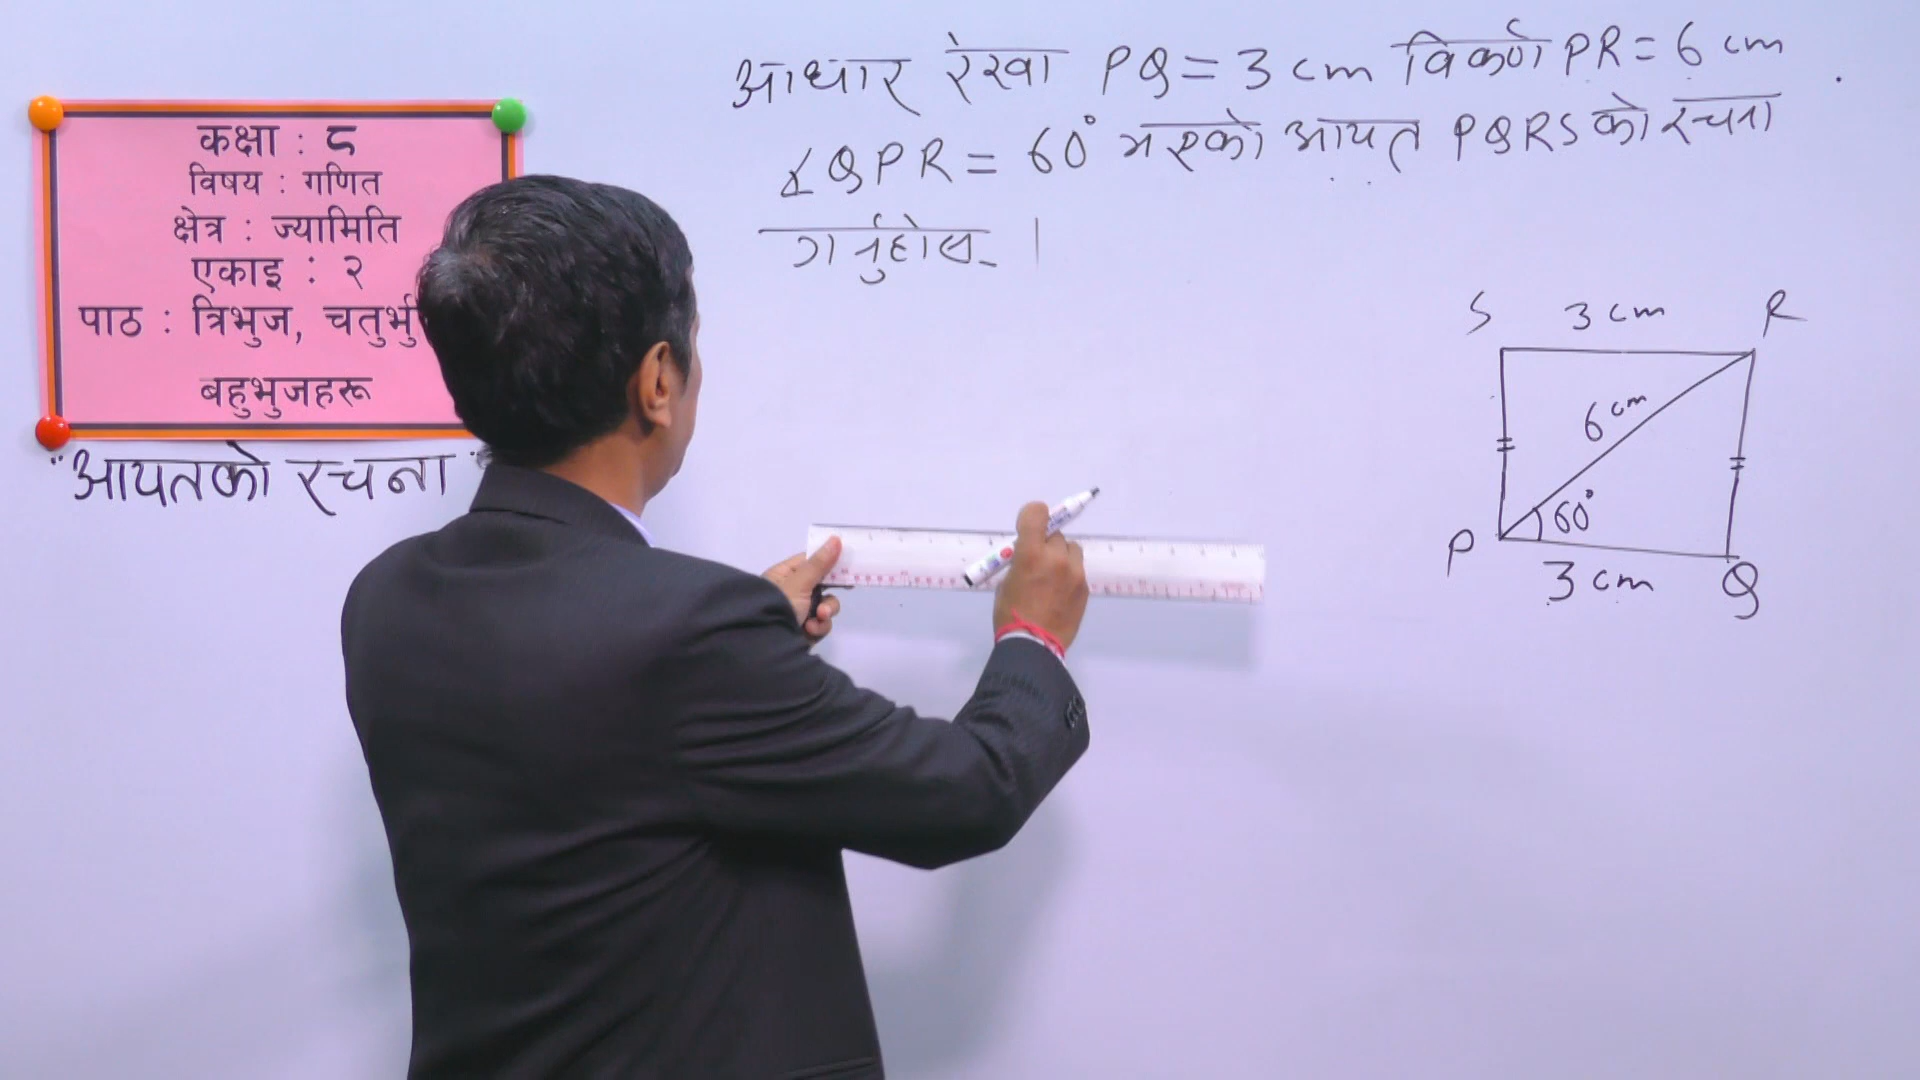 आधार रेखा PQ = 3 cm विकर्ण PR = 6 cm
∡QPR = 60° भएको आयत PQRS को रचना
गर्नुहोस् ।
कक्षा : ८
विषय : गणित
क्षेत्र : ज्यामिति
एकाइ : २
पाठ : त्रिभुज, चतुर्भु
बहुभुजहरू
"आयतको रचना"
S 3 cm R
6 cm
60°
P 3 cm Q